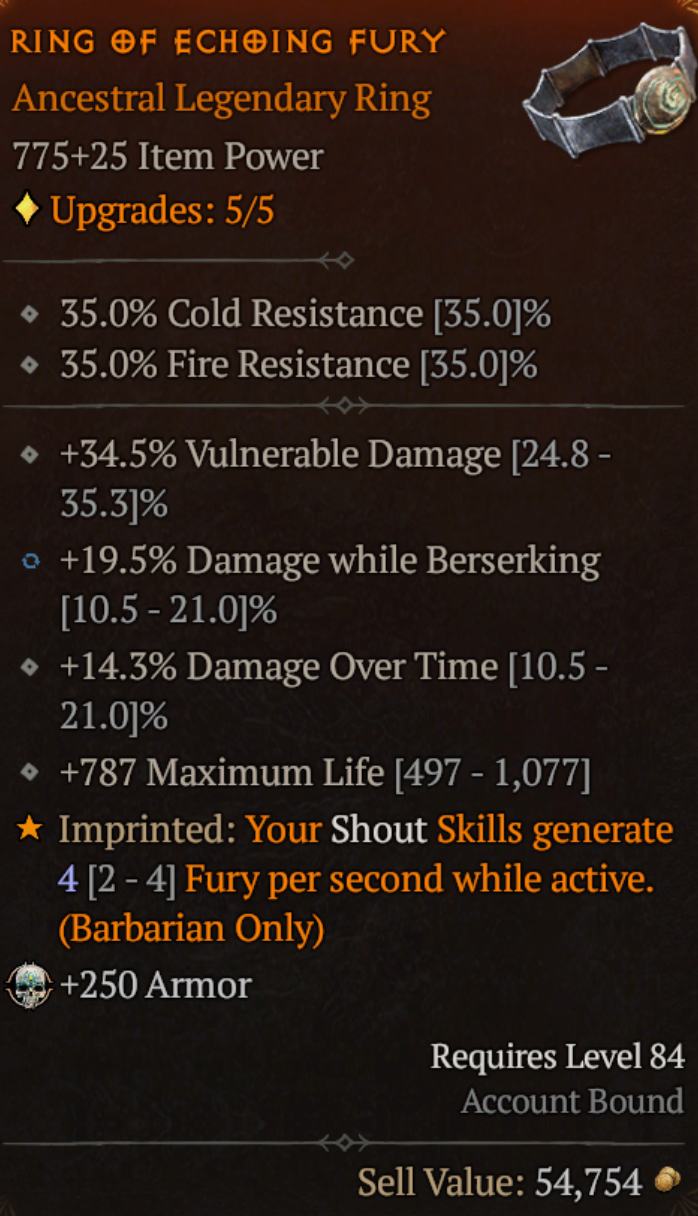 RING OF ECHOING FURY
Ancestral Legendary Ring
775+25 Item Power
Upgrades: 5/5
35.0% Cold Resistance [35.0]%
35.0% Fire Resistance [35.0]%
+34.5% Vulnerable Damage [24.8 -
35.3]%
+19.5% Damage while Berserking
[10.5 - 21.0]%
+14.3% Damage Over Time [10.5 -
21.0]%
+787 Maximum Life [497 - 1,077]
Imprinted: Your Shout Skills generate
4 [2 - 4] Fury per second while active.
(Barbarian Only)
+250 Armor
Requires Level 84
Account Bound
Sell Value: 54,754